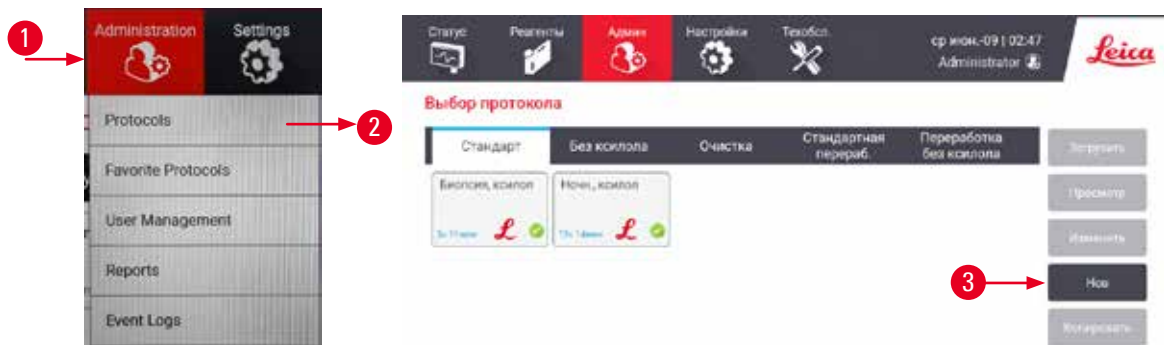 1
Administration Settings
Protocols
2
Favorite Protocols
User Management
Reports
Event Logs
Статус Реагенты Админ Настройки Техобсл.
ср июн.-09 | 02:47
Administrator
Leica
Выбор протокола
Стандарт Без ксилола Очистка Стандартная перераб. Переработка без ксилола
Загрузить
Биопсия, ксилол Ночн., ксилол
Просмотр
Изменить
3
Нов
Копировать